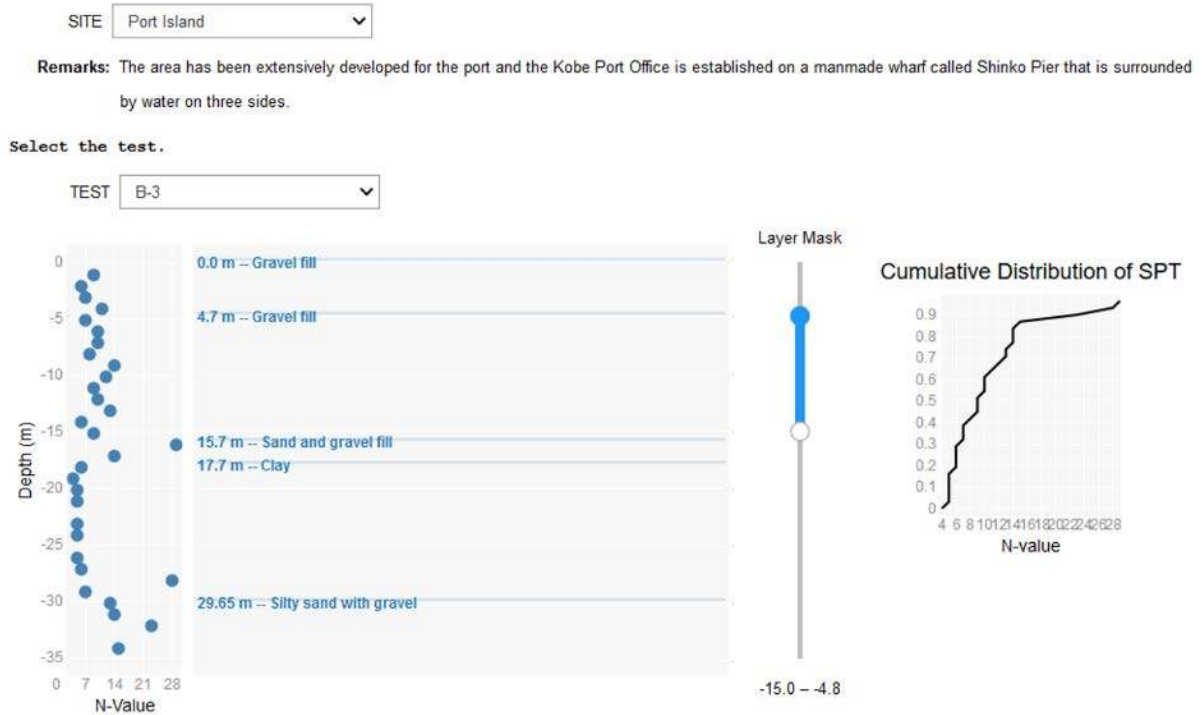 SITE Port Island
Remarks: The area has been extensively developed for the port and the Kobe Port Office is established on a manmade wharf called Shinko Pier that is surrounded
by water on three sides.
Select the test.
TEST B-3
Layer Mask
Cumulative Distribution of SPT
0.0 m -- Gravel fill
4.7 m -- Gravel fill
15.7 m -- Sand and gravel fill
17.7 m -- Clay
29.65 m -- Silty sand with gravel
Depth (m)
0
-5
-10
-15
-20
-25
-30
-35
0 7 14 21 28
N-Value
-15.0 – -4.8
0.9
0.8
0.7
0.6
0.5
0.4
0.3
0.2
0.1
0
4 6 8 10 12 14 16 18 20 22 24 26 28
N-value